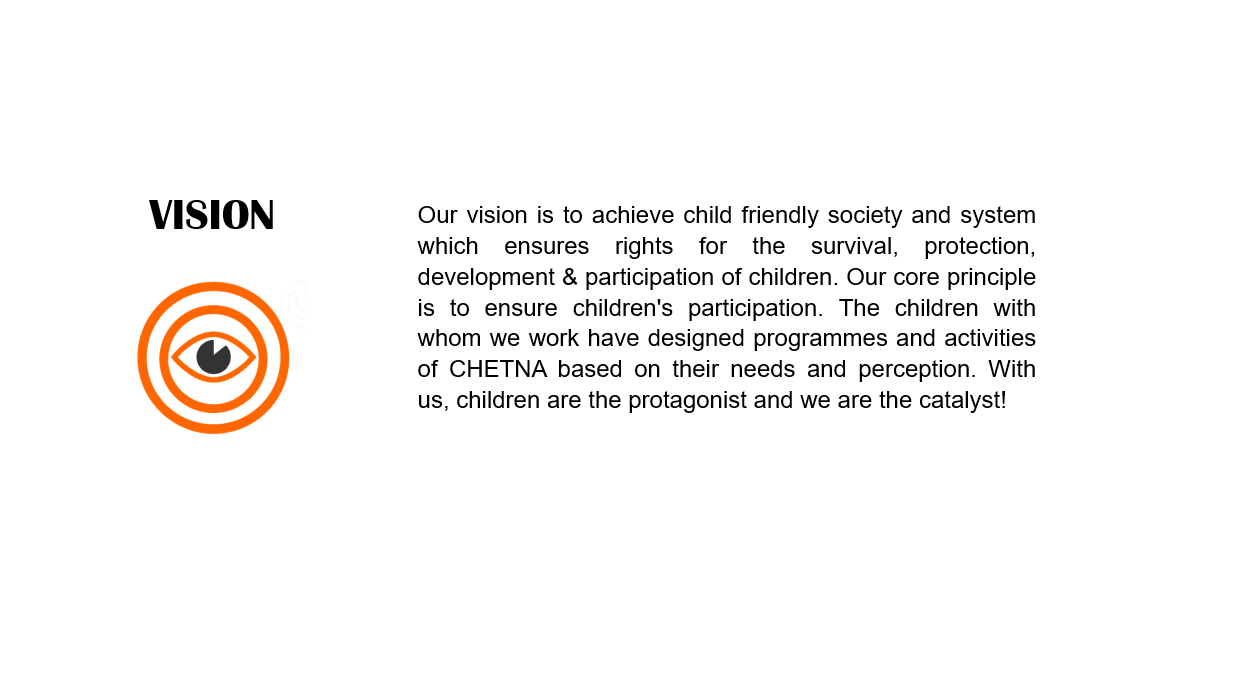 VISION
Our vision is to achieve child friendly society and system
which ensures rights for the survival, protection,
development & participation of children. Our core principle
is to ensure children's participation. The children with
whom we work have designed programmes and activities
of CHETNA based on their needs and perception. With
us, children are the protagonist and we are the catalyst!